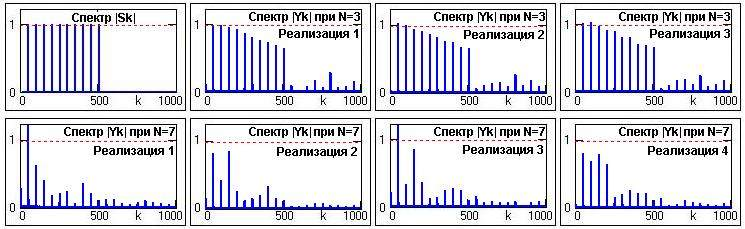 Спектр |Sk|
1
0
0
500
k
1000
Спектр |Yk| при N=3
Реализация 1
1
0
0
500
k
1000
Спектр |Yk| при N=3
Реализация 2
1
0
0
500
k
1000
Спектр |Yk| при N=3
Реализация 3
1
0
0
500
k
1000
Спектр |Yk| при N=7
Реализация 1
1
0
0
500
k
1000
Спектр |Yk| при N=7
Реализация 2
1
0
0
500
k
1000
Спектр |Yk| при N=7
Реализация 3
1
0
0
500
k
1000
Спектр |Yk| при N=7
Реализация 4
1
0
0
500
k
1000